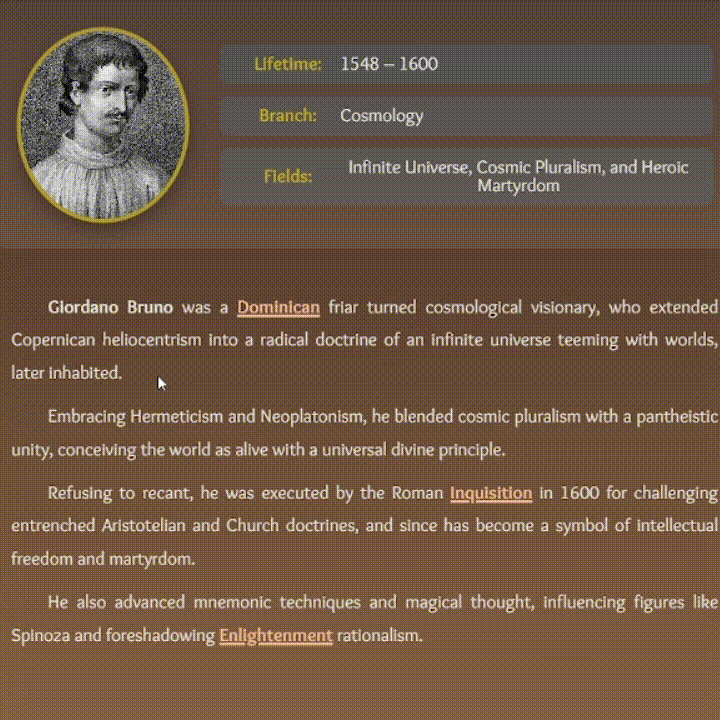 Lifetime: 1548 – 1600
Branch: Cosmology
Fields: Infinite Universe, Cosmic Pluralism, and Heroic
Martyrdom
Giordano Bruno was a Dominican friar turned cosmological visionary, who extended
Copernican heliocentrism into a radical doctrine of an infinite universe teeming with worlds,
later inhabited.
Embracing Hermeticism and Neoplatonism, he blended cosmic pluralism with a pantheistic
unity, conceiving the world as alive with a universal divine principle.
Refusing to recant, he was executed by the Roman Inquisition in 1600 for challenging
entrenched Aristotelian and Church doctrines, and since has become a symbol of intellectual
freedom and martyrdom.
He also advanced mnemonic techniques and magical thought, influencing figures like
Spinoza and foreshadowing Enlightenment rationalism.